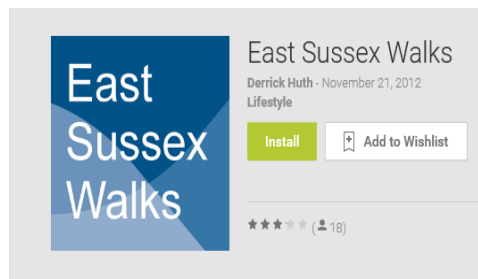 East
Sussex
Walks
East Sussex Walks
Derrick Huth - November 21, 2012
Lifestyle
Install
Add to Wishlist
(18)